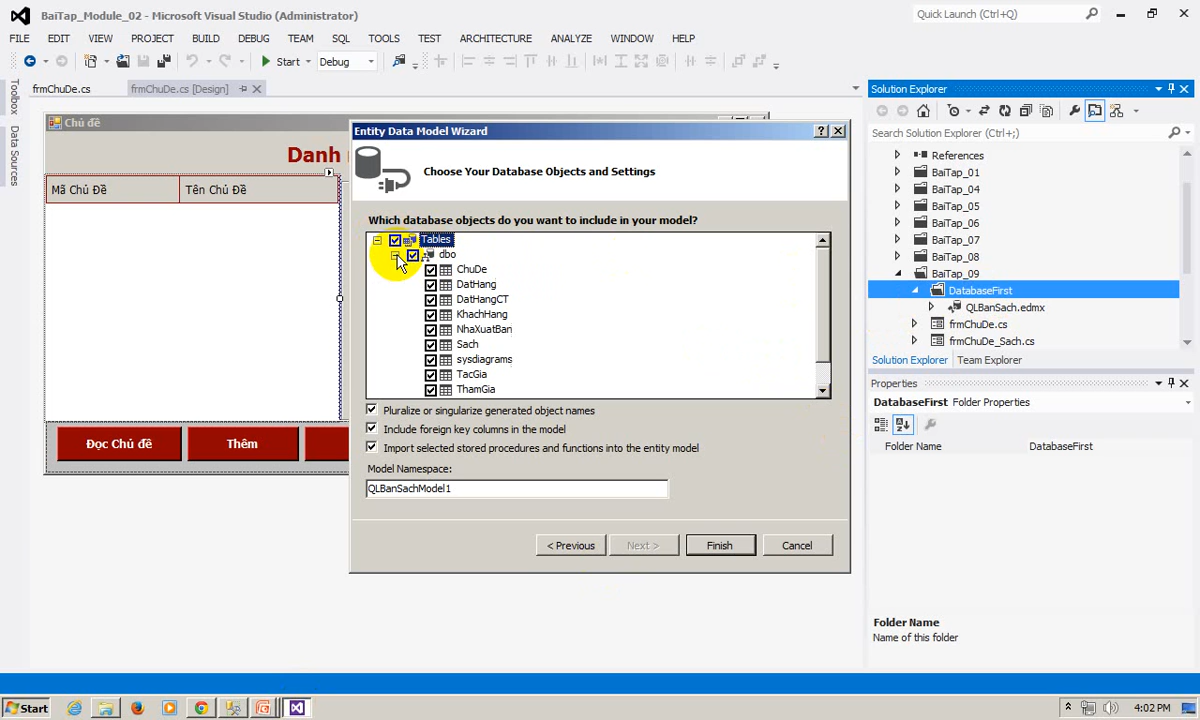 BaiTap_Module_02 - Microsoft Visual Studio (Administrator)
Quick Launch (Ctrl+Q)
FILE EDIT VIEW PROJECT BUILD DEBUG TEAM SQL TOOLS TEST ARCHITECTURE ANALYZE WINDOW HELP
Start Debug
Toolbox
Data Sources
frmChuDe.cs
frmChuDe.cs [Design]
Chủ đề
Danh
Mã Chủ Đề
Tên Chủ Đề
Đọc Chủ đề
Thêm
Entity Data Model Wizard
Choose Your Database Objects and Settings
Which database objects do you want to include in your model?
Tables
dbo
ChuDe
DatHang
DatHangCT
KhachHang
NhaXuatBan
Sach
sysdiagrams
TacGia
ThamGia
Pluralize or singularize generated object names
Include foreign key columns in the model
Import selected stored procedures and functions into the entity model
Model Namespace:
QLBanSachModel1
< Previous
Next >
Finish
Cancel
Solution Explorer
Search Solution Explorer (Ctrl+;)
References
BaiTap_01
BaiTap_04
BaiTap_05
BaiTap_06
BaiTap_07
BaiTap_08
BaiTap_09
DatabaseFirst
QLBanSach.edmx
frmChuDe.cs
frmChuDe_Sach.cs
Solution Explorer Team Explorer
Properties
DatabaseFirst Folder Properties
Folder Name DatabaseFirst
Folder Name
Name of this folder
Start
4:02 PM